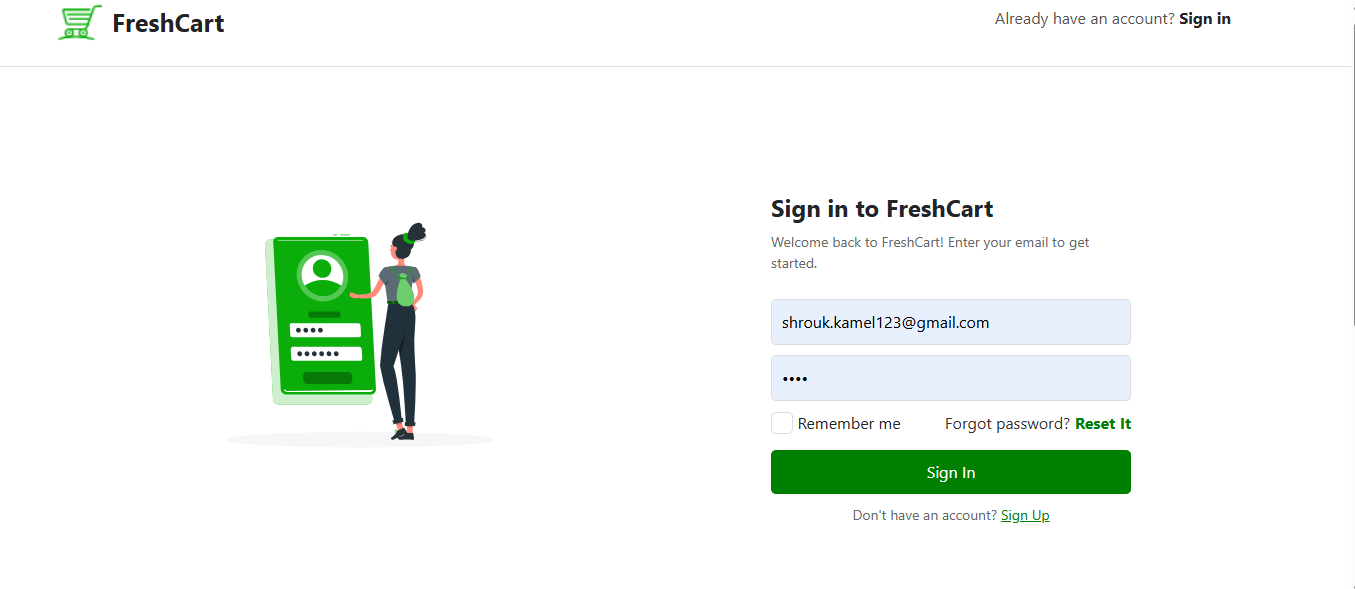 FreshCart
Already have an account? Sign in
Sign in to FreshCart
Welcome back to FreshCart! Enter your email to get
started.
shrouk.kamel123@gmail.com
••••
Remember me
Forgot password? Reset It
Sign In
Don't have an account? Sign Up